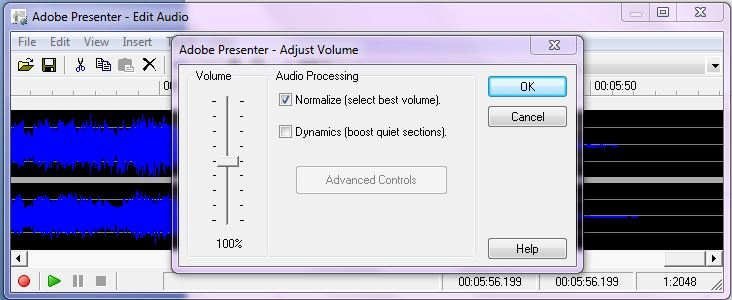 Adobe Presenter - Edit Audio
File Edit View Insert
Adobe Presenter - Adjust Volume
Volume
Audio Processing
Normalize (select best volume).
Dynamics (boost quiet sections).
Advanced Controls
100%
OK
Cancel
Help
00:05:50
00:05:56.199 00:05:56.199 1:2048